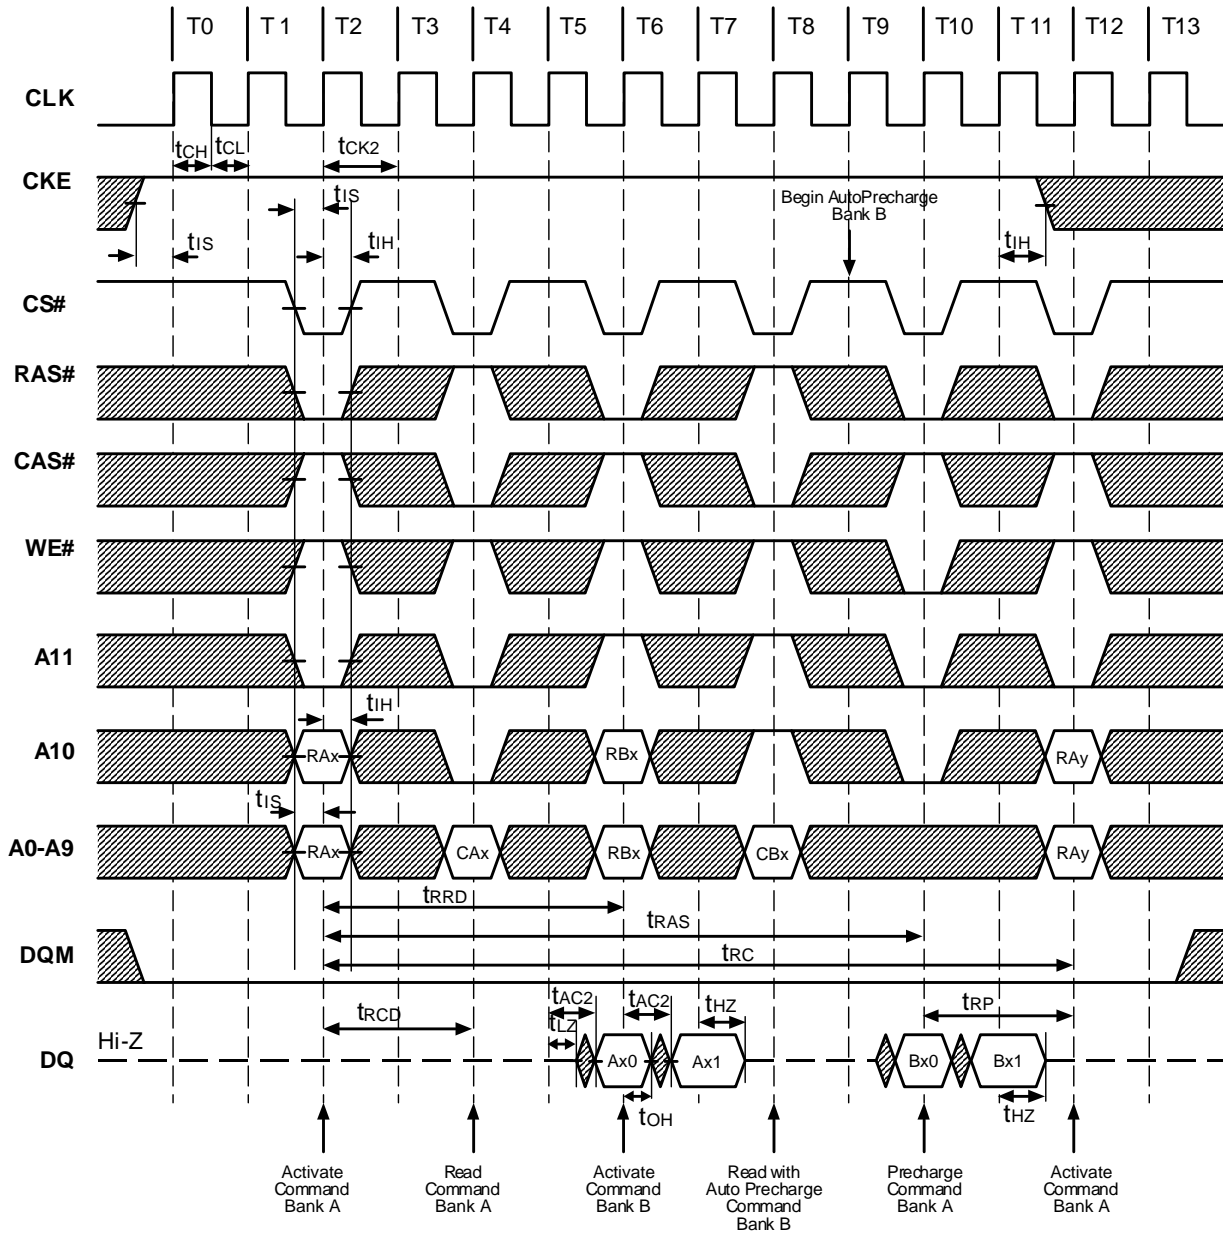 T0 T 1 T2 T3 T4 T5 T6 T7 T8 T9 T10 T 11 T12 T13
CLK
tCH tCL tCK2
CKE
tIS
Begin AutoPrecharge
Bank B
tIS tIH tIH
CS#
RAS#
CAS#
WE#
A11
tIH
A10 RAx RBx RAy
tIS
A0-A9 RAx CAx RBx CBx RAy
tRRD
tRAS
DQM tRC
tAC2 tAC2 tHZ tRP
tRCD tLZ
Hi-Z
DQ Ax0 Ax1 Bx0 Bx1
tOH tHZ
Activate
Command
Bank A
Read
Command
Bank A
Activate
Command
Bank B
Read with
Auto Precharge
Command
Bank B
Precharge
Command
Bank A
Activate
Command
Bank A